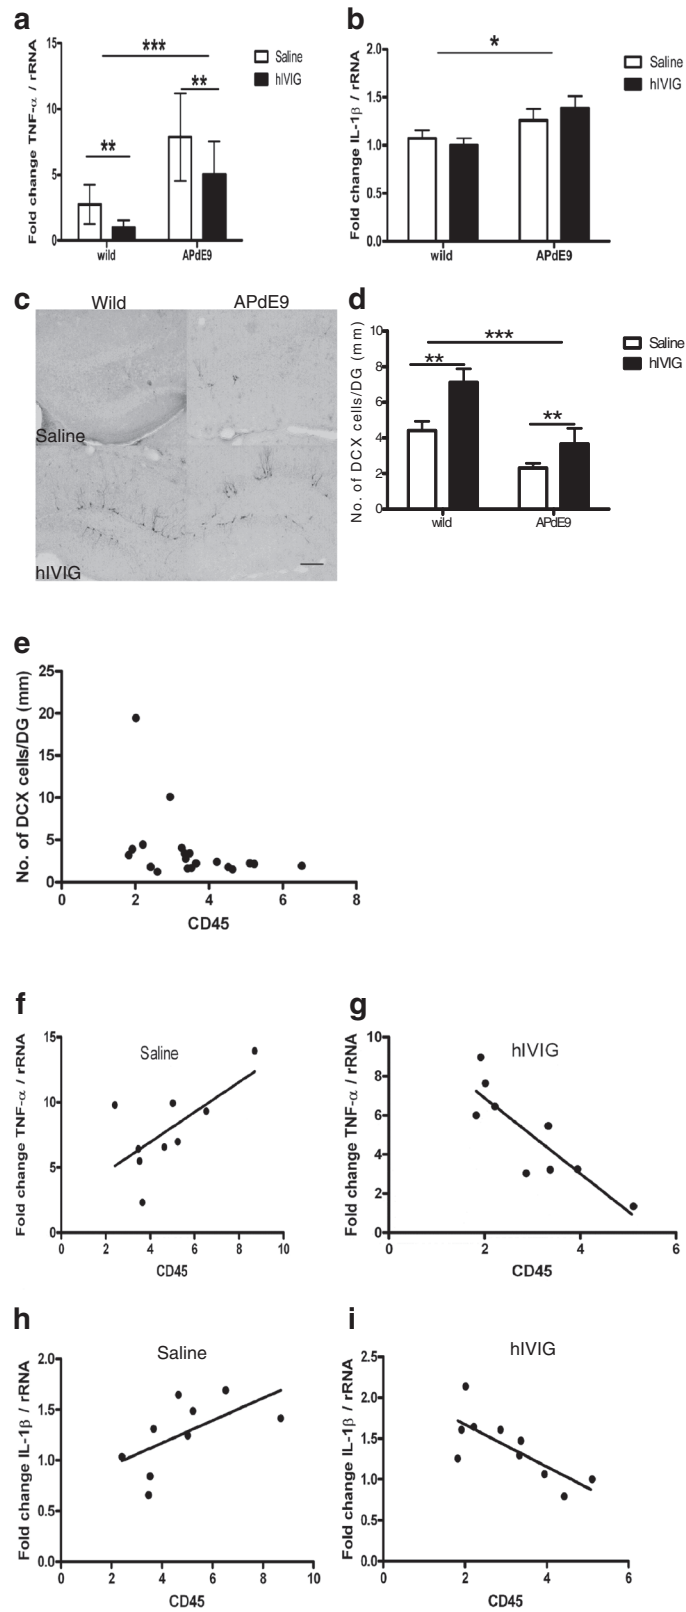 a
Fold change TNF-α / rRNA
15
10
5
0
***
**
**
wild
APdE9
Saline
hIVIG
b
Fold change IL-1β / rRNA
2.0
1.5
1.0
0.5
0.0
*
wild
APdE9
Saline
hIVIG
c
Wild
APdE9
Saline
hIVIG
d
No. of DCX cells/DG (mm)
10
8
6
4
2
0
***
**
**
wild
APdE9
Saline
hIVIG
e
No. of DCX cells/DG (mm)
25
20
15
10
5
0
0 2 4 6 8
CD45
f
Saline
Fold change TNF-α / rRNA
15
10
5
0
0 2 4 6 8 10
CD45
g
hIVIG
Fold change TNF-α / rRNA
10
8
6
4
2
0
0 2 4 6
CD45
h
Saline
Fold change IL-1β / rRNA
2.0
1.5
1.0
0.5
0.0
0 2 4 6 8 10
CD45
i
hIVIG
Fold change IL-1β / rRNA
2.5
2.0
1.5
1.0
0.5
0.0
0 2 4 6
CD45